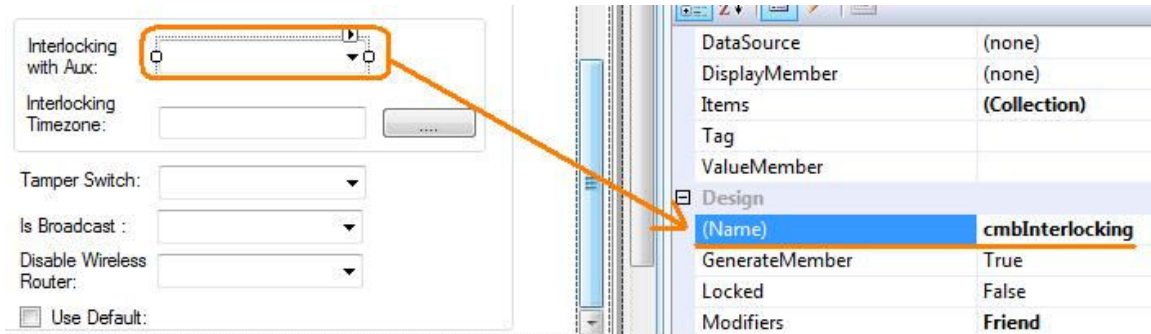 Interlocking
with Aux:
Interlocking
Timezone:
....
Tamper Switch:
Is Broadcast :
Disable Wireless
Router:
Use Default:
DataSource (none)
DisplayMember (none)
Items (Collection)
Tag
ValueMember
Design
(Name) cmbInterlocking
GenerateMember True
Locked False
Modifiers Friend